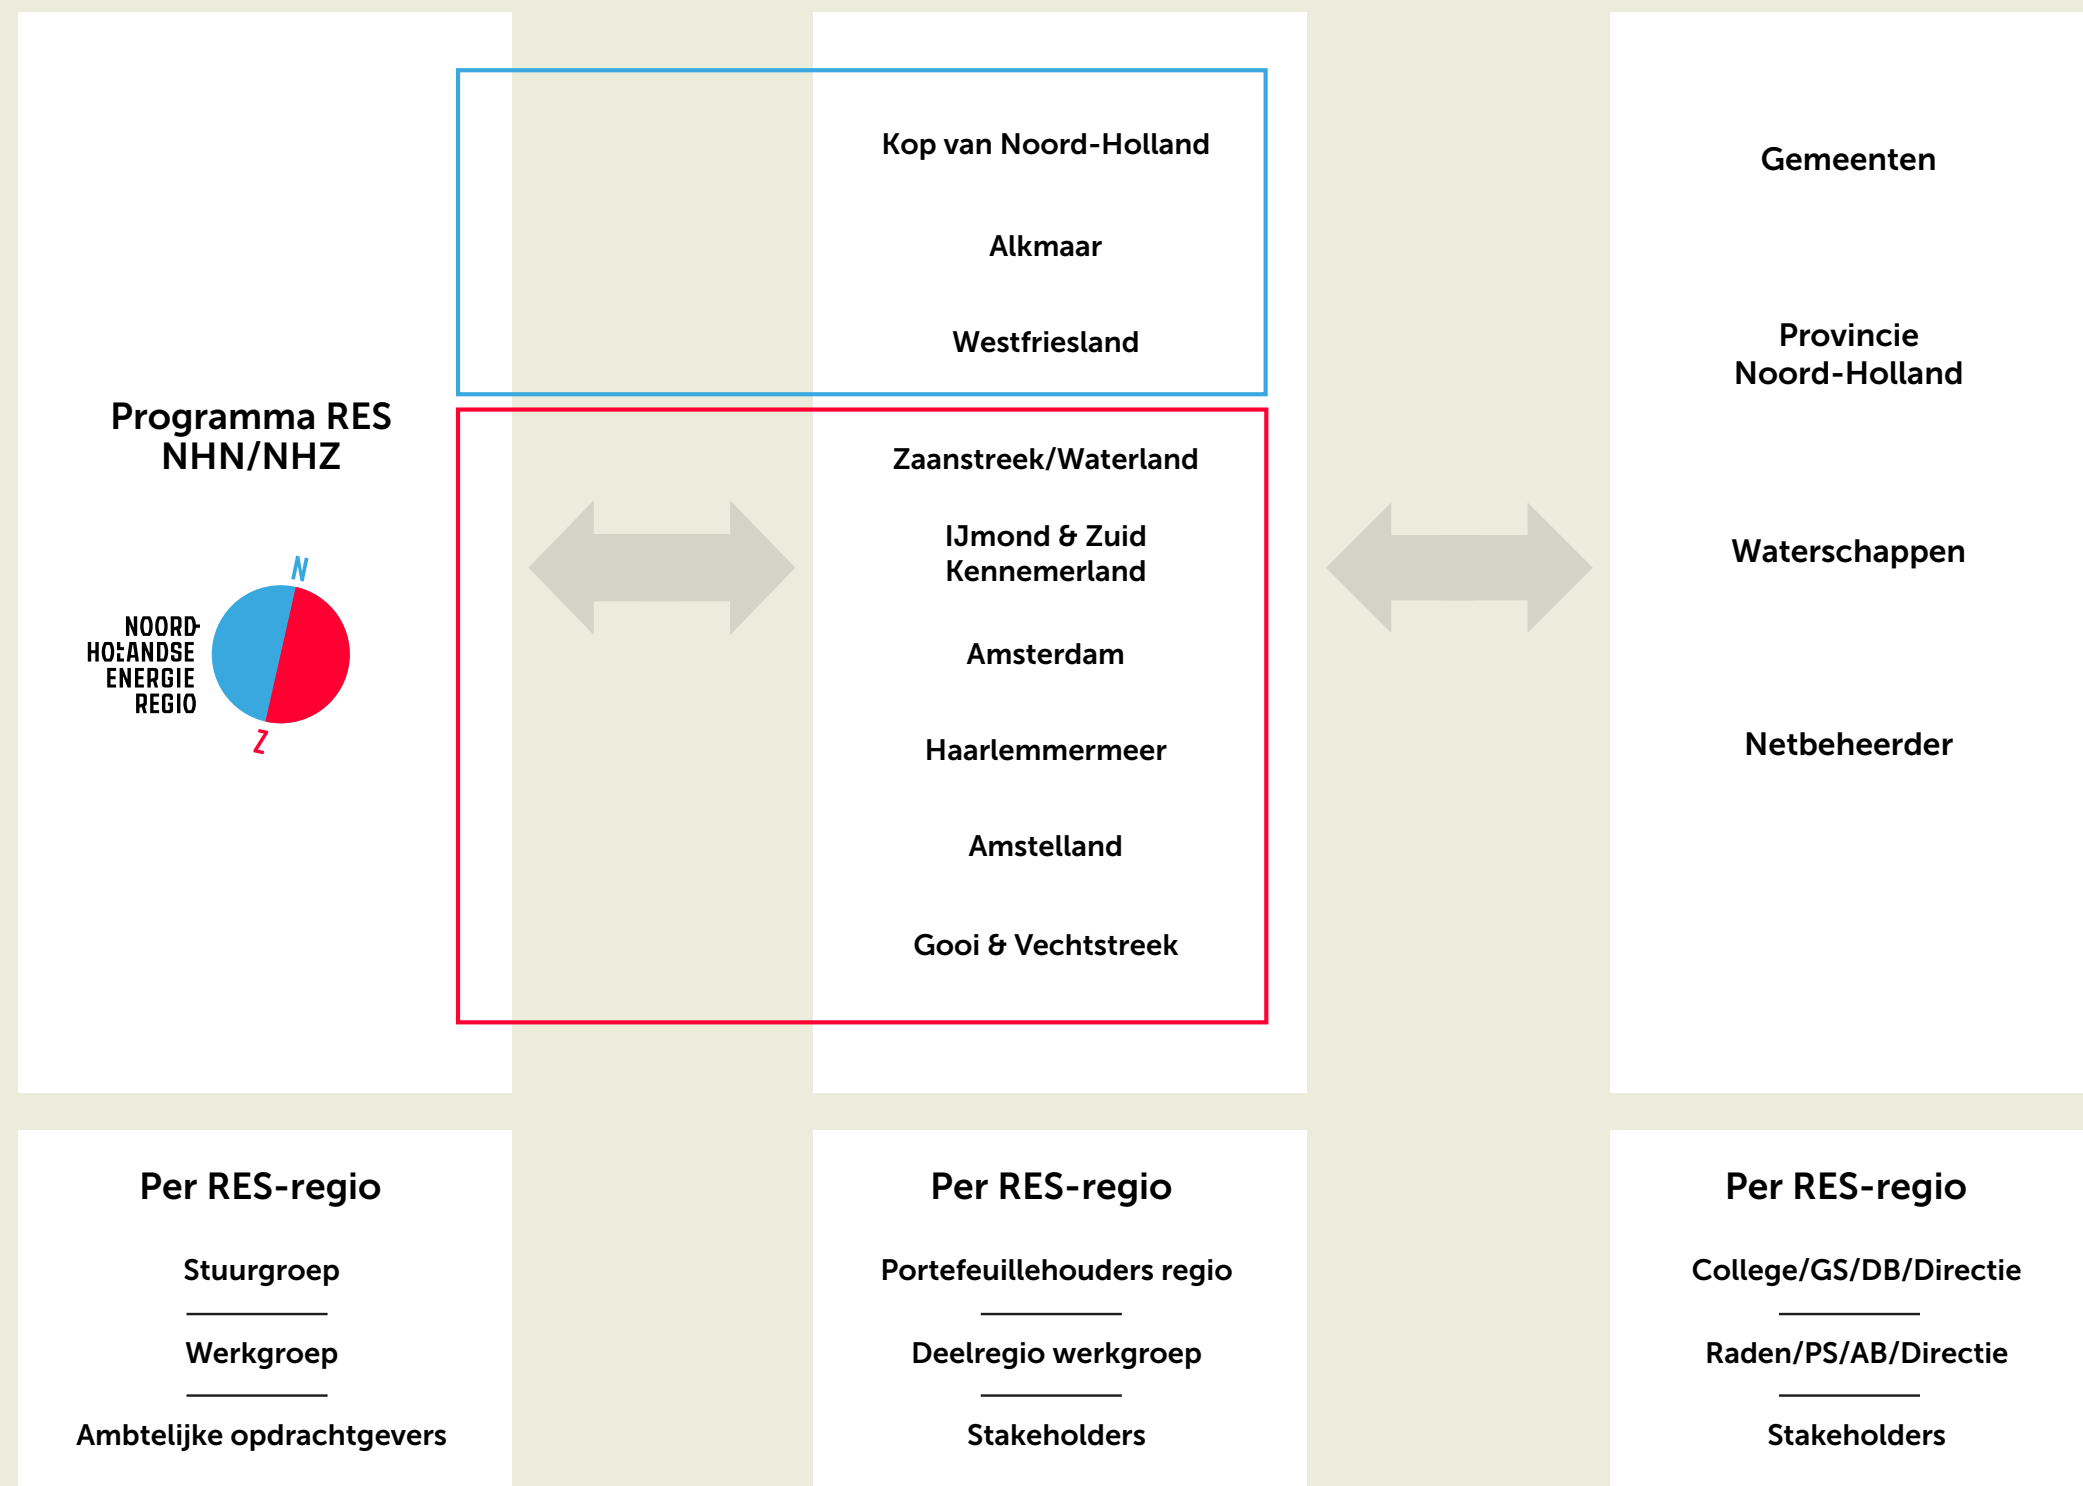 Programma RES
NHN/NHZ
N
NOORD-
HOLLANDSE
ENERGIE
REGIO
Z
Kop van Noord-Holland
Alkmaar
Westfriesland
Zaanstreek/Waterland
IJmond & Zuid
Kennemerland
Amsterdam
Haarlemmermeer
Amstelland
Gooi & Vechtstreek
Gemeenten
Provincie
Noord-Holland
Waterschappen
Netbeheerder
Per RES-regio
Stuurgroep
Werkgroep
Ambtelijke opdrachtgevers
Per RES-regio
Portefeuillehouders regio
Deelregio werkgroep
Stakeholders
Per RES-regio
College/GS/DB/Directie
Raden/PS/AB/Directie
Stakeholders